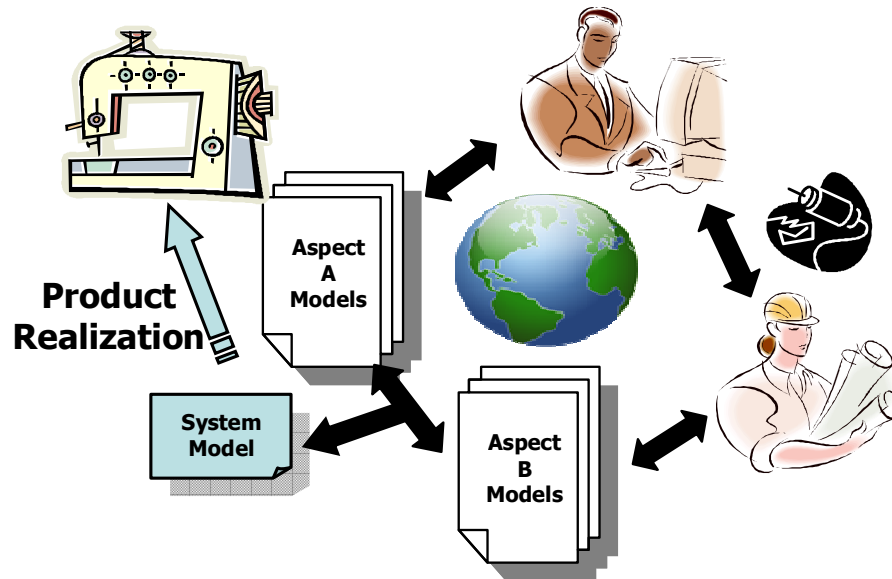 Aspect
A
Models
Product
Realization
System
Model
Aspect
B
Models